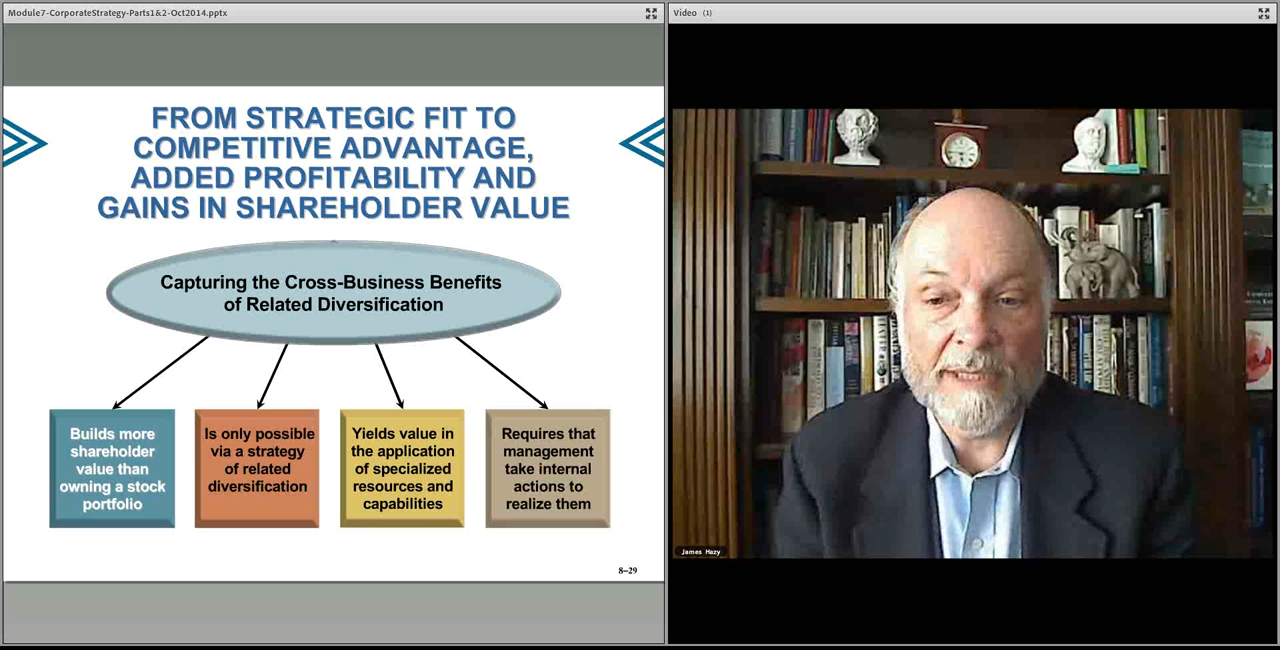 Module7-CorporateStrategy-Parts1&2-Oct2014.pptx
Video (1)
FROM STRATEGIC FIT TO
COMPETITIVE ADVANTAGE,
ADDED PROFITABILITY AND
GAINS IN SHAREHOLDER VALUE
Capturing the Cross-Business Benefits
of Related Diversification
Builds more
shareholder
value than
owning a stock
portfolio
Is only possible
via a strategy
of related
diversification
Yields value in
the application
of specialized
resources and
capabilities
Requires that
management
take internal
actions to
realize them
8–29
James Hazy